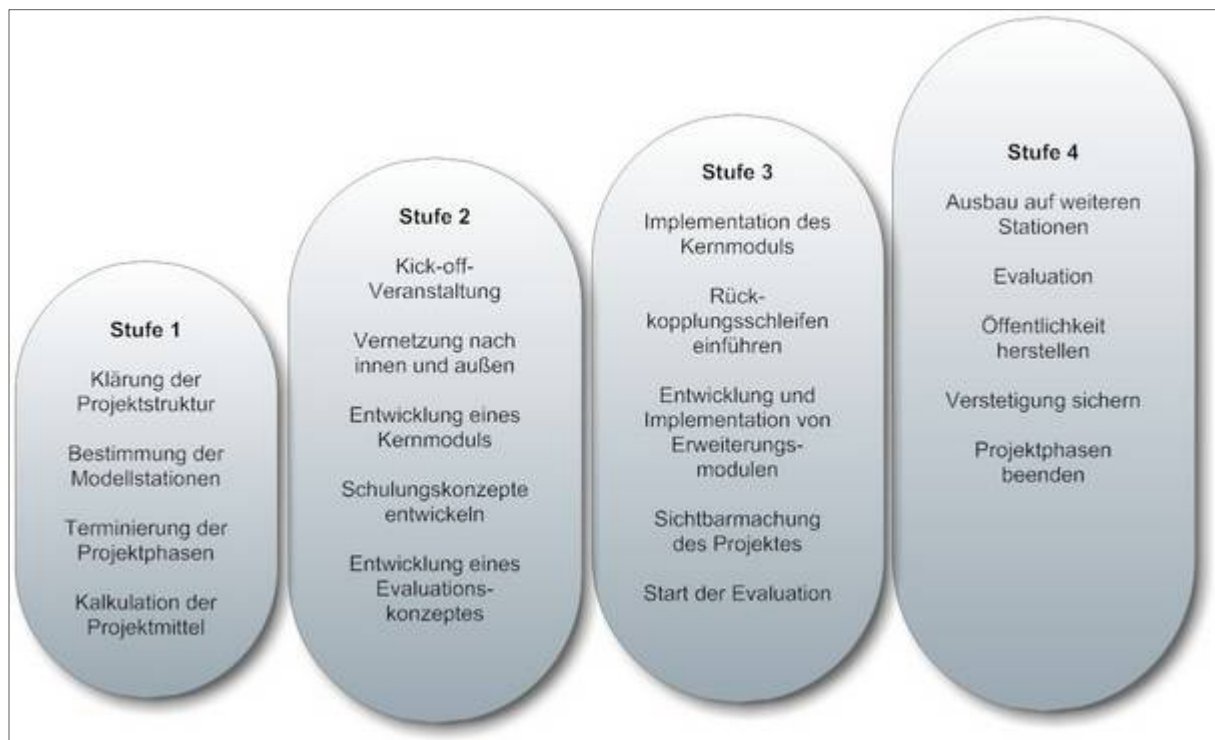 Stufe 1
Klärung der
Projektstruktur
Bestimmung der
Modellstationen
Terminierung der
Projektphasen
Kalkulation der
Projektmittel
Stufe 2
Kick-off-
Veranstaltung
Vernetzung nach
innen und außen
Entwicklung eines
Kernmoduls
Schulungskonzepte
entwickeln
Entwicklung eines
Evaluations-
konzeptes
Stufe 3
Implementation des
Kernmoduls
Rück-
kopplungsschleifen
einführen
Entwicklung und
Implementation von
Erweiterungs-
modulen
Sichtbarmachung
des Projektes
Start der Evaluation
Stufe 4
Ausbau auf weiteren
Stationen
Evaluation
Öffentlichkeit
herstellen
Verstetigung sichern
Projektphasen
beenden